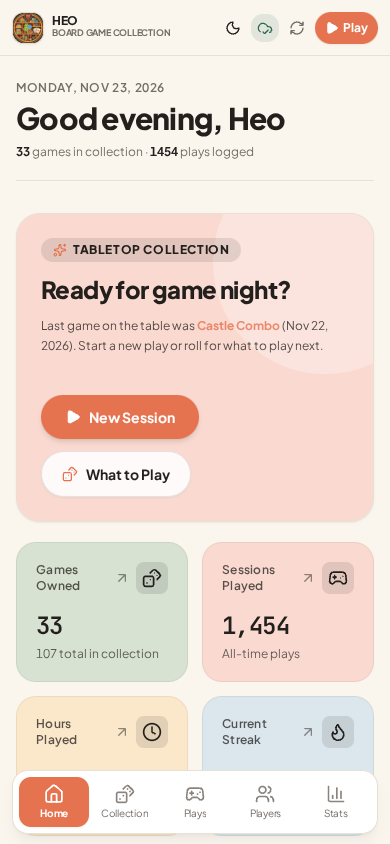 HEO
BOARD GAME COLLECTION
Play
MONDAY, NOV 23, 2026
Good evening, Heo
33 games in collection · 1454 plays logged
TABLETOP COLLECTION
Ready for game night?
Last game on the table was Castle Combo (Nov 22,
2026). Start a new play or roll for what to play next.
New Session
What to Play
Games
Owned
33
107 total in collection
Sessions
Played
1,454
All-time plays
Hours
Played
Current
Streak
Home
Collection
Plays
Players
Stats